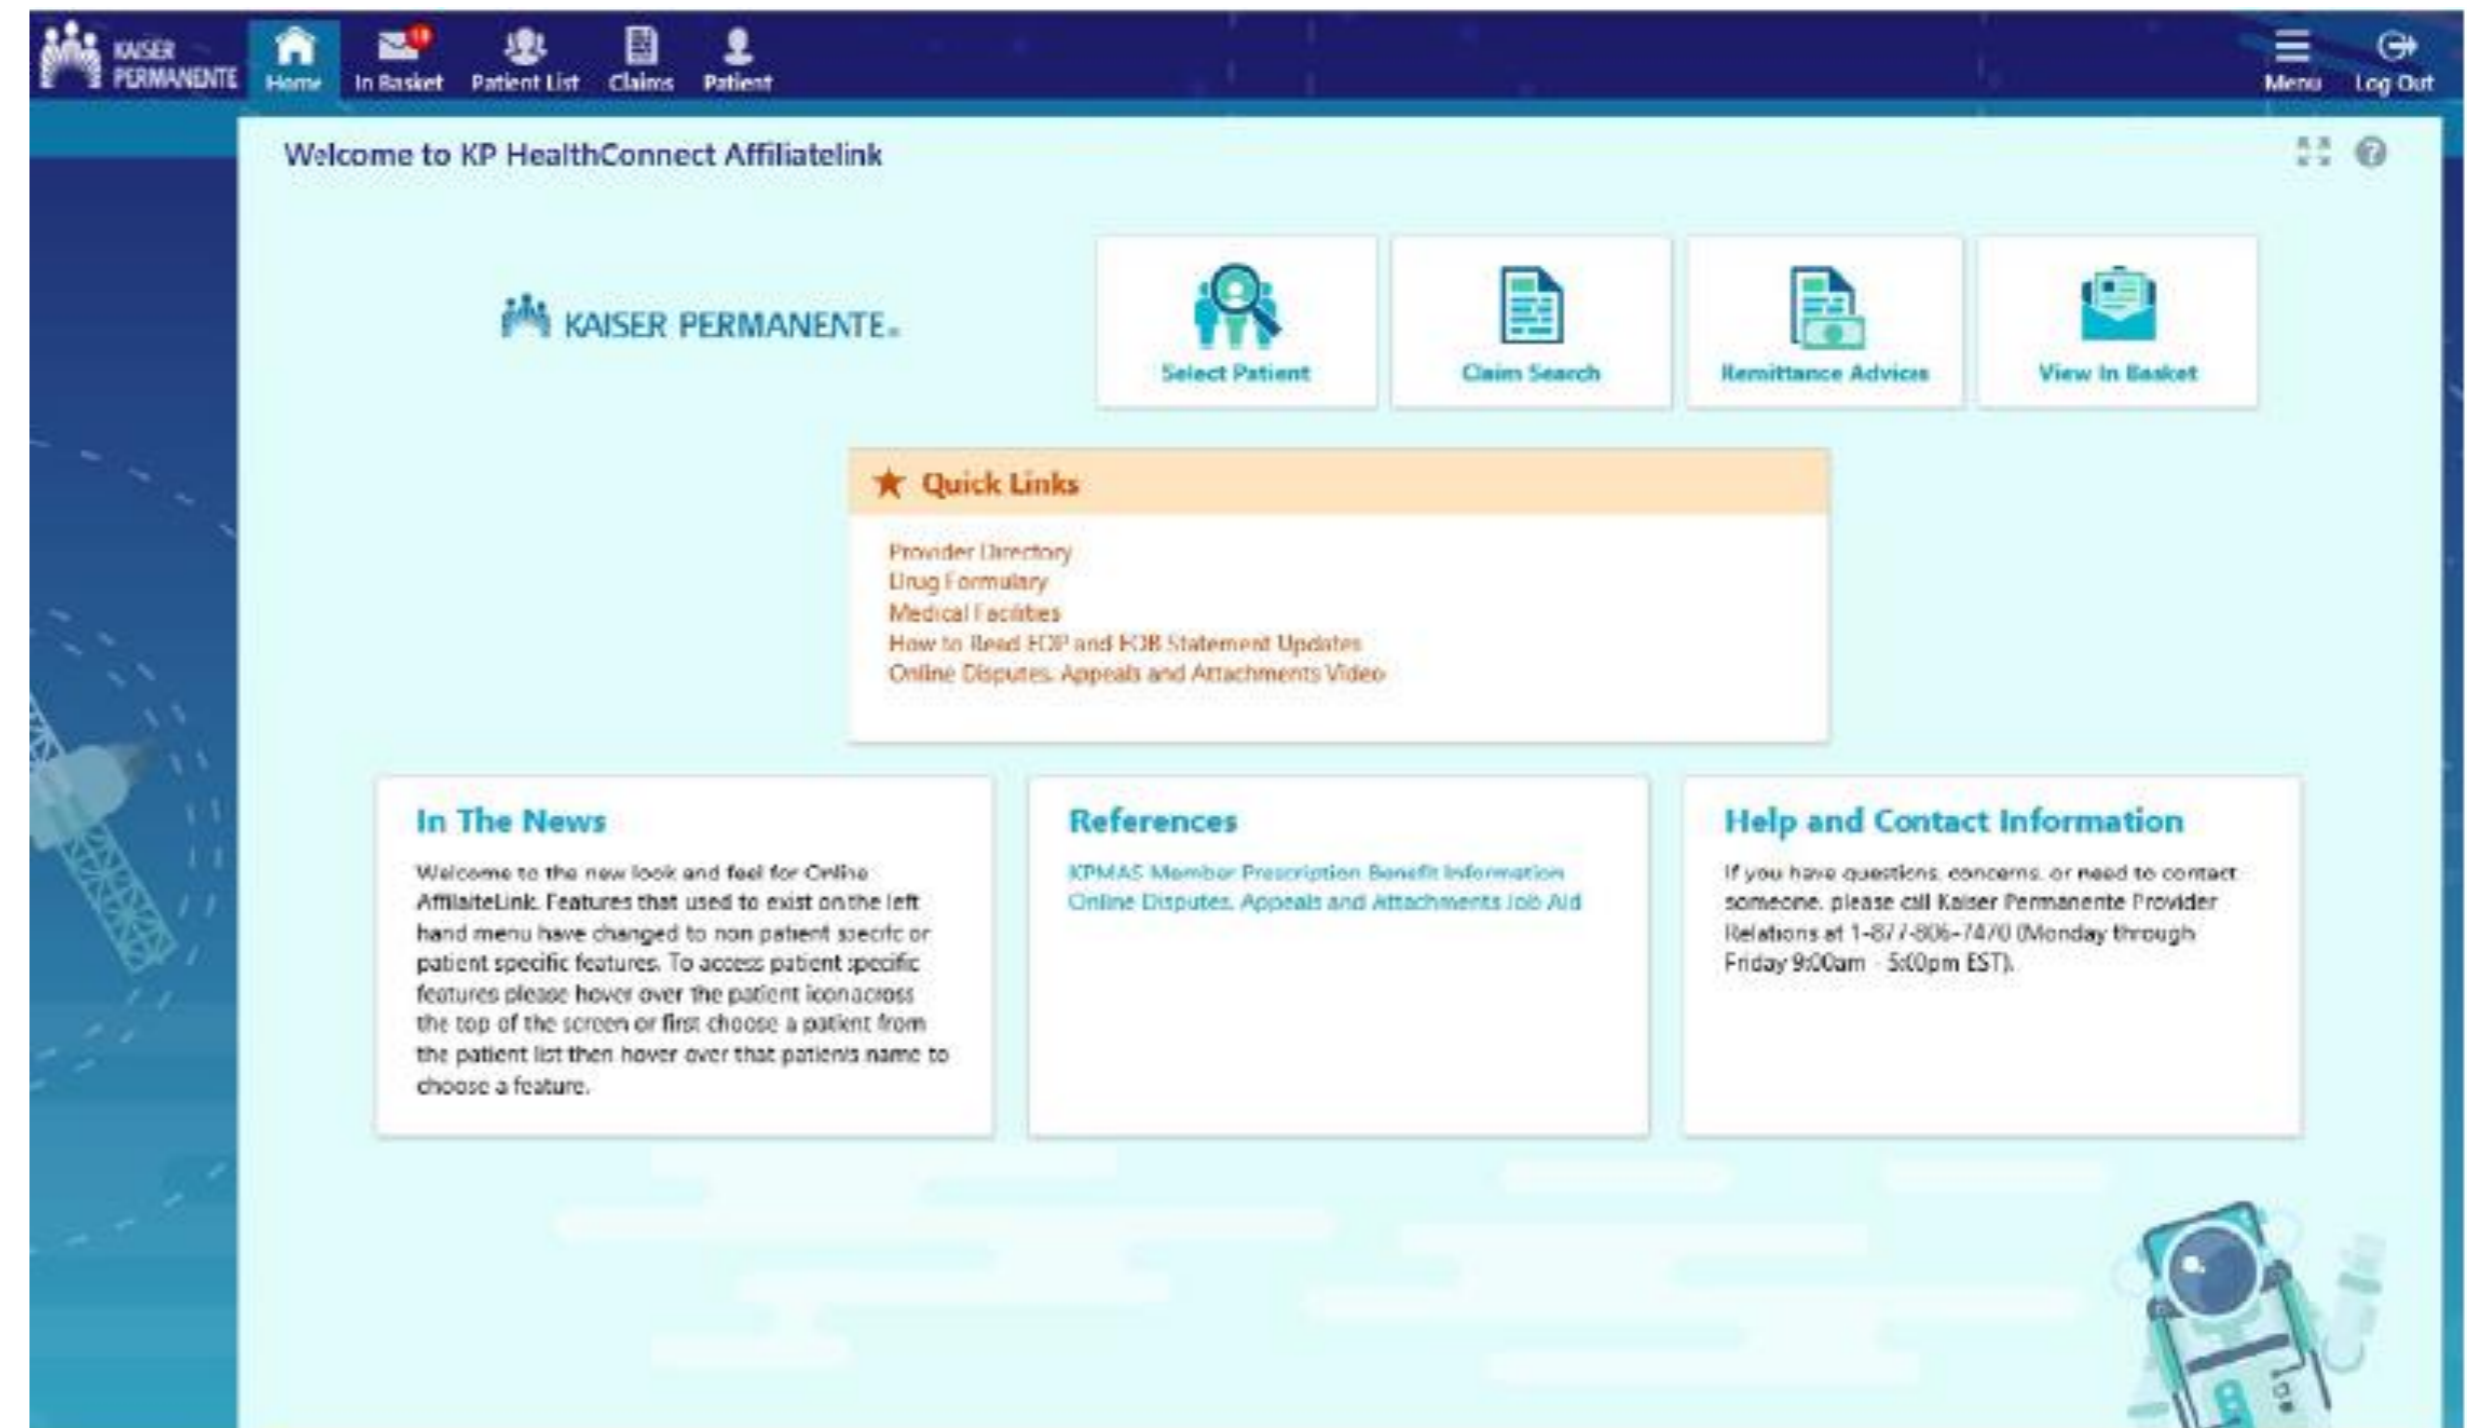 KAISER
PERMANENTE
Home
In Basket
Patient List
Claims
Patient
Menu
Log Out
Welcome to KP HealthConnect Affiliatelink
KAISER PERMANENTE®
Select Patient
Claim Search
Remittance Advices
View In Basket
Quick Links
Provider Directory
Drug Formulary
Medical Facilities
How to Read EOP and EOB Statement Updates
Online Disputes, Appeals and Attachments Video
In The News
Welcome to the new look and feel for Online
AffilaiteLink. Features that used to exist on the left
hand menu have changed to non patient specifc or
patient specific features. To access patient specific
features please hover over the patient icon across
the top of the screen or first choose a patient from
the patient list then hover over that patients name to
choose a feature.
References
KPMAS Member Prescription Benefit Information
Online Disputes, Appeals and Attachments Job Aid
Help and Contact Information
If you have questions, concerns, or need to contact
someone, please call Kaiser Permanente Provider
Relations at 1-877-806-7470 (Monday through
Friday 9:00am - 5:00pm EST).